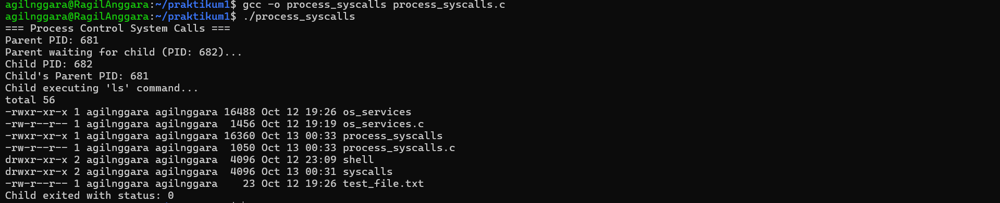 agilnggara@RagilAnggara:~/praktikum1$ gcc -o process_syscalls process_syscalls.c
agilnggara@RagilAnggara:~/praktikum1$ ./process_syscalls
=== Process Control System Calls ===
Parent PID: 681
Parent waiting for child (PID: 682)...
Child PID: 682
Child's Parent PID: 681
Child executing 'ls' command...
total 56
-rwxr-xr-x 1 agilnggara agilnggara 16488 Oct 12 19:26 os_services
-rw-r--r-- 1 agilnggara agilnggara  1456 Oct 12 19:19 os_services.c
-rwxr-xr-x 1 agilnggara agilnggara 16360 Oct 13 00:33 process_syscalls
-rw-r--r-- 1 agilnggara agilnggara  1050 Oct 13 00:33 process_syscalls.c
drwxr-xr-x 2 agilnggara agilnggara  4096 Oct 12 23:09 shell
drwxr-xr-x 2 agilnggara agilnggara  4096 Oct 13 00:31 syscalls
-rw-r--r-- 1 agilnggara agilnggara    23 Oct 12 19:26 test_file.txt
Child exited with status: 0